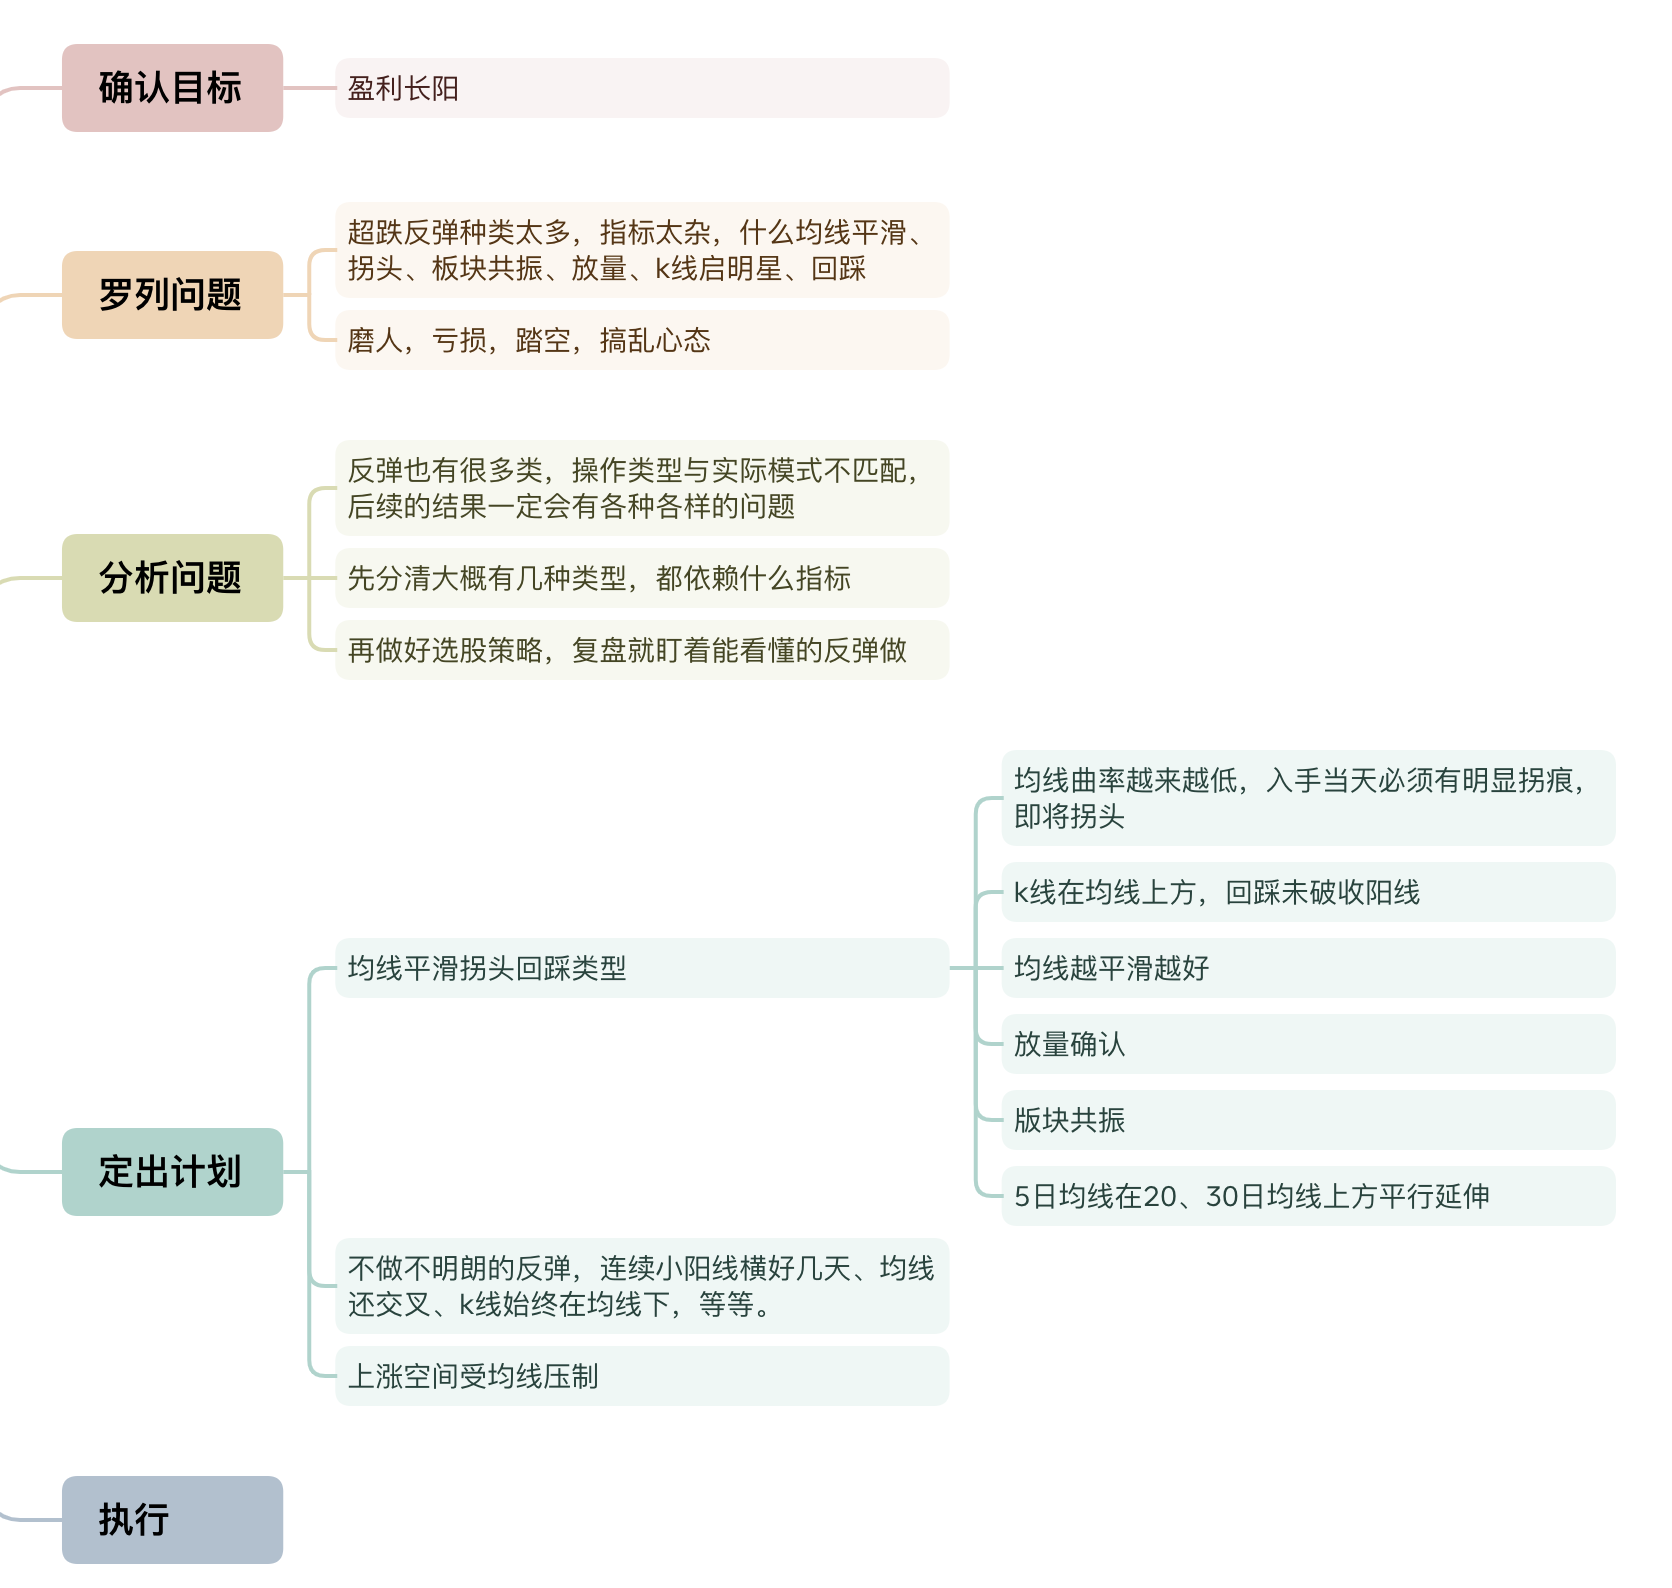 确认目标
盈利长阳
罗列问题
超跌反弹种类太多，指标太杂，什么均线平滑、
拐头、板块共振、放量、k线启明星、回踩
磨人，亏损，踏空，搞乱心态
分析问题
反弹也有很多类，操作类型与实际模式不匹配，
后续的结果一定会有各种各样的问题
先分清大概有几种类型，都依赖什么指标
再做好选股策略，复盘就盯着能看懂的反弹做
定出计划
均线平滑拐头回踩类型
均线曲率越来越低，入手当天必须有明显拐痕，
即将拐头
k线在均线上方，回踩未破收阳线
均线越平滑越好
放量确认
版块共振
5日均线在20、30日均线上方平行延伸
不做不明朗的反弹，连续小阳线横好几天、均线
还交叉、k线始终在均线下，等等。
上涨空间受均线压制
执行